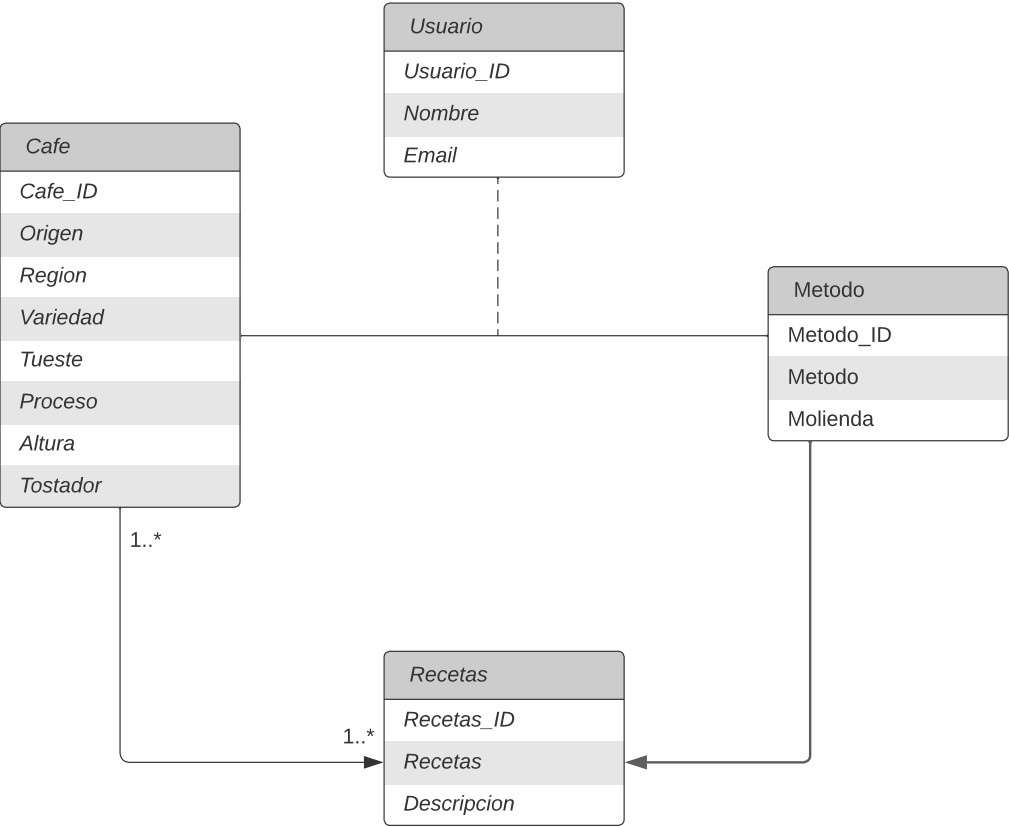 Usuario
Usuario_ID
Nombre
Email
Cafe
Cafe_ID
Origen
Region
Variedad
Tueste
Proceso
Altura
Tostador
Metodo
Metodo_ID
Metodo
Molienda
1..*
1..*
Recetas
Recetas_ID
Recetas
Descripcion